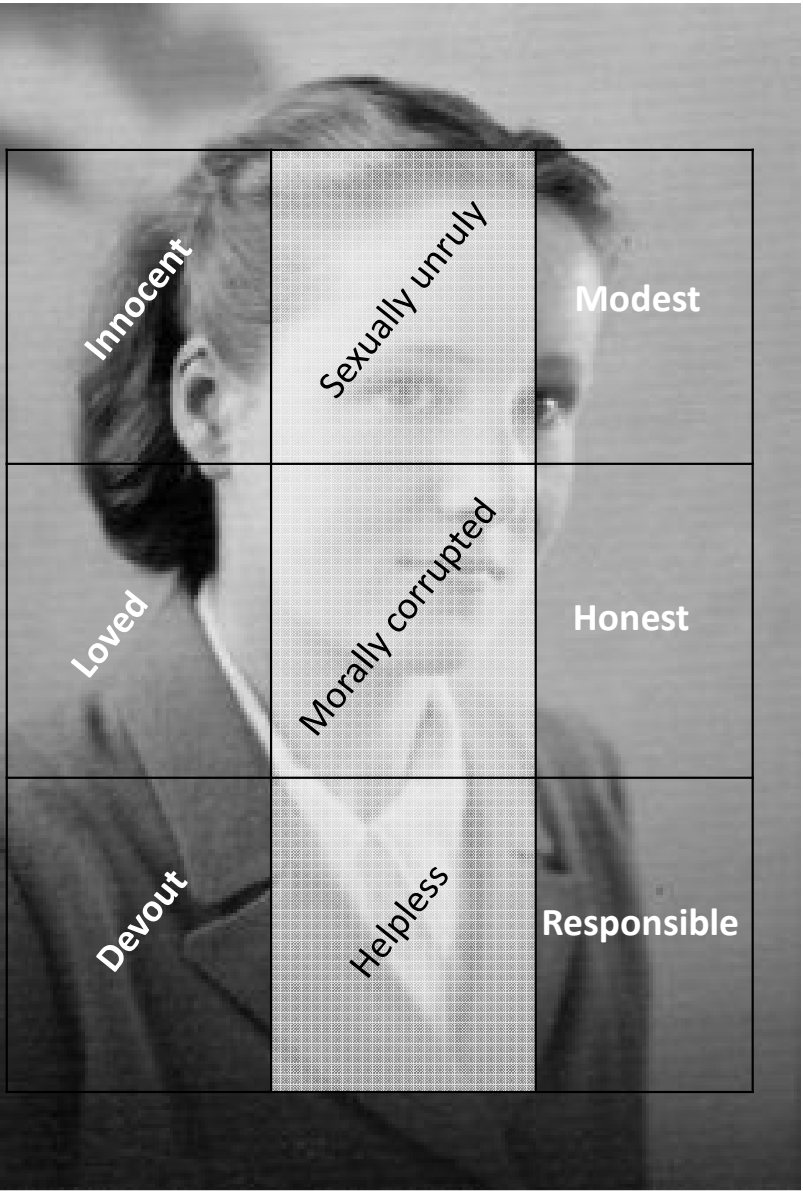 Innocent
Sexually unruly
Modest
Loved
Morally corrupted
Honest
Devout
Helpless
Responsible